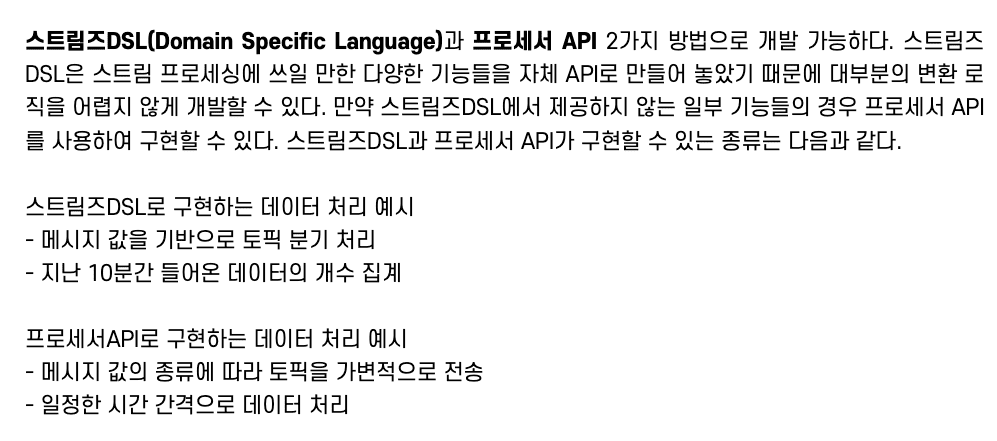 스트림즈DSL(Domain Specific Language)과 프로세서 API 2가지 방법으로 개발 가능하다. 스트림즈
DSL은 스트림 프로세싱에 쓰일 만한 다양한 기능들을 자체 API로 만들어 놓았기 때문에 대부분의 변환 로
직을 어렵지 않게 개발할 수 있다. 만약 스트림즈DSL에서 제공하지 않는 일부 기능들의 경우 프로세서 API
를 사용하여 구현할 수 있다. 스트림즈DSL과 프로세서 API가 구현할 수 있는 종류는 다음과 같다.
스트림즈DSL로 구현하는 데이터 처리 예시
- 메시지 값을 기반으로 토픽 분기 처리
- 지난 10분간 들어온 데이터의 개수 집계
프로세서API로 구현하는 데이터 처리 예시
- 메시지 값의 종류에 따라 토픽을 가변적으로 전송
- 일정한 시간 간격으로 데이터 처리